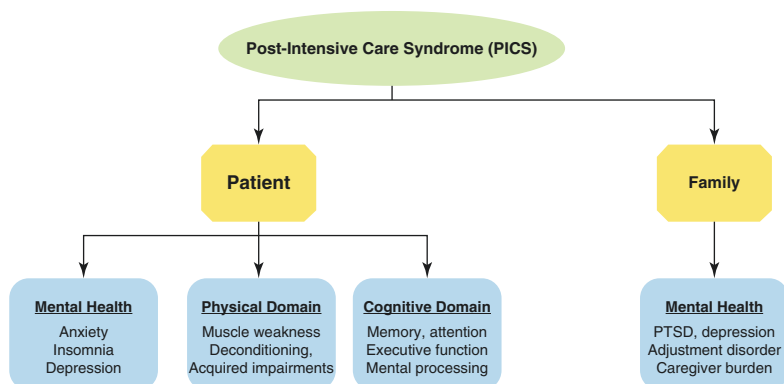 Post-Intensive Care Syndrome (PICS)
Patient
Family
Mental Health
Anxiety
Insomnia
Depression
Physical Domain
Muscle weakness
Deconditioning,
Acquired impairments
Cognitive Domain
Memory, attention
Executive function
Mental processing
Mental Health
PTSD, depression
Adjustment disorder
Caregiver burden